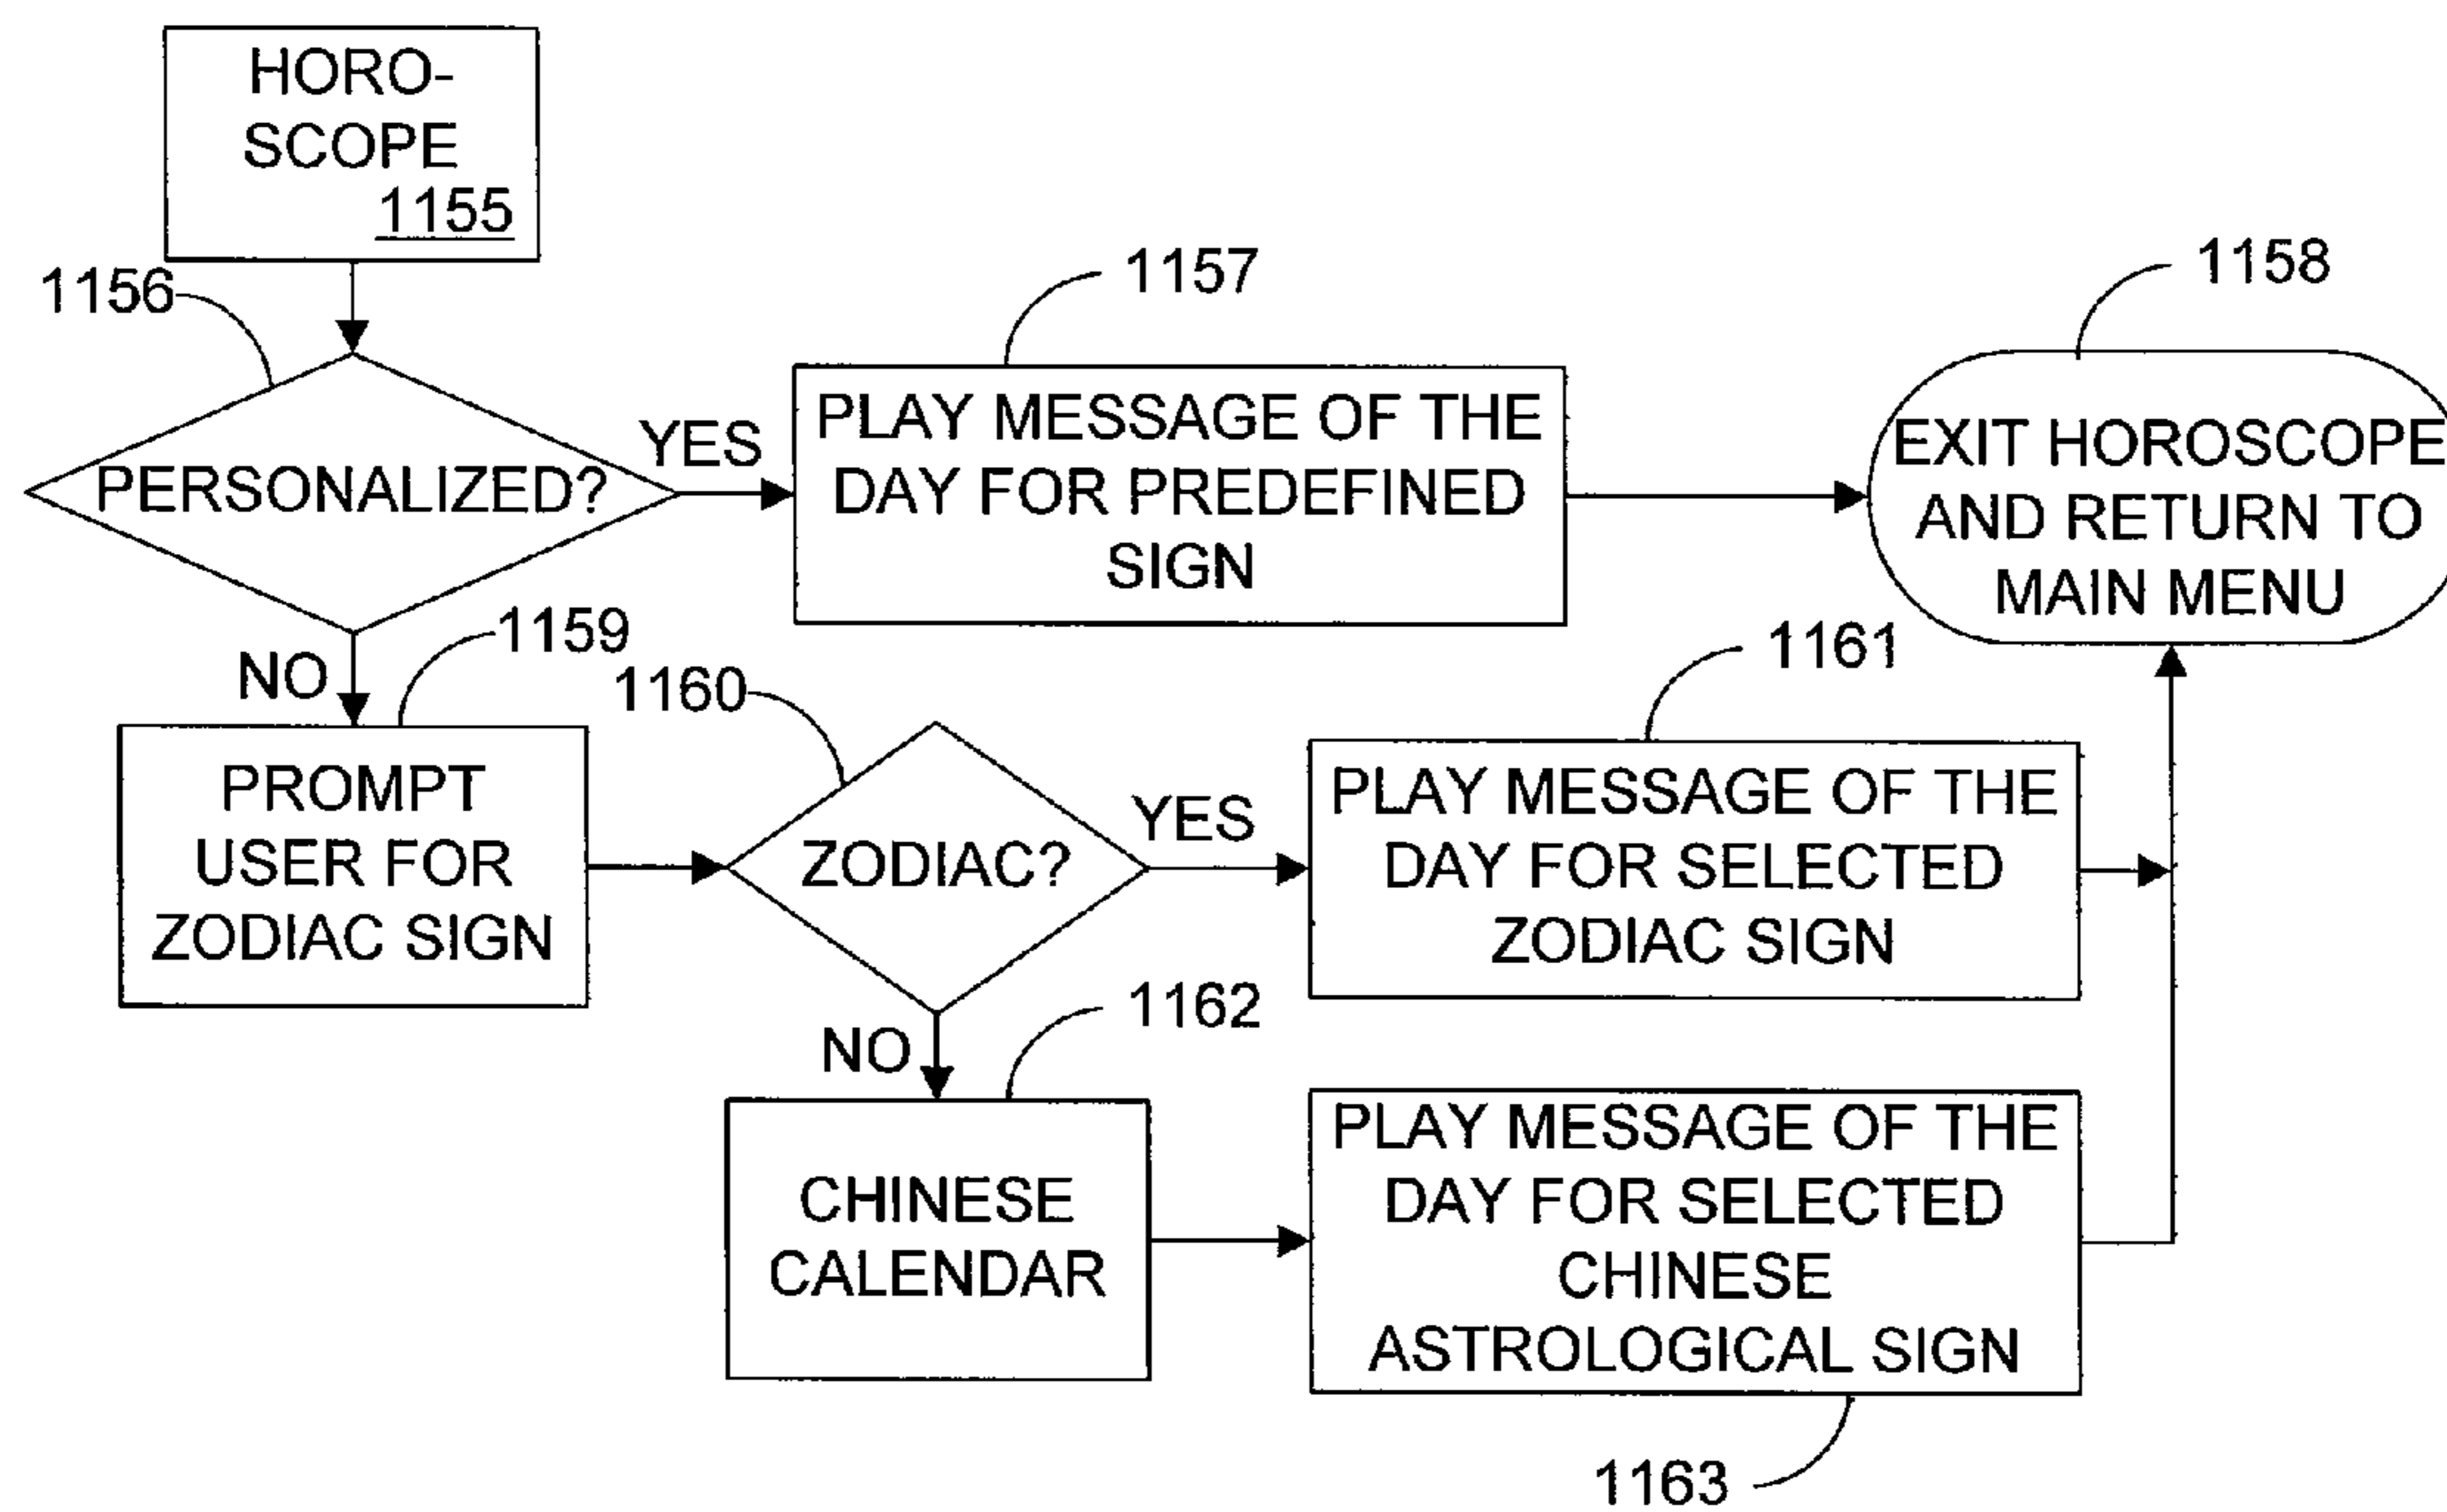 HORO-
SCOPE
1155
1156
PERSONALIZED?
YES
1157
PLAY MESSAGE OF THE
DAY FOR PREDEFINED
SIGN
1158
EXIT HOROSCOPE
AND RETURN TO
MAIN MENU
NO
1159
PROMPT
USER FOR
ZODIAC SIGN
1160
ZODIAC?
YES
1161
PLAY MESSAGE OF THE
DAY FOR SELECTED
ZODIAC SIGN
NO
1162
CHINESE
CALENDAR
PLAY MESSAGE OF THE
DAY FOR SELECTED
CHINESE
ASTROLOGICAL SIGN
1163